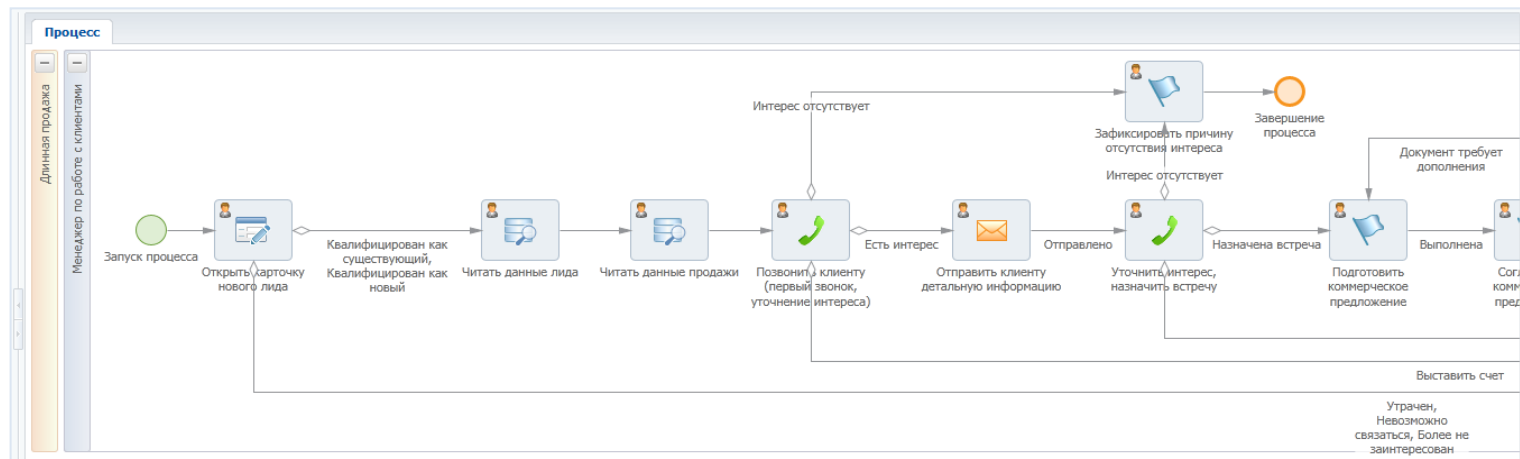 Процесс
Длинная продажа
Менеджер по работе с клиентами
Запуск процесса
Открыть карточку
нового лида
Квалифицирован как
существующий,
Квалифицирован как
новый
Читать данные лида
Читать данные продажи
Интерес отсутствует
Позвонить клиенту
(первый звонок,
уточнение интереса)
Есть интерес
Отправить клиенту
детальную информацию
Отправлено
Зафиксировать причину
отсутствия интереса
Завершение
процесса
Интерес отсутствует
Уточнить интерес,
назначить встречу
Назначена встреча
Документ требует
дополнения
Подготовить
коммерческое
предложение
Выполнена
Выставить счет
Утрачен,
Невозможно
связаться, Более не
заинтересован